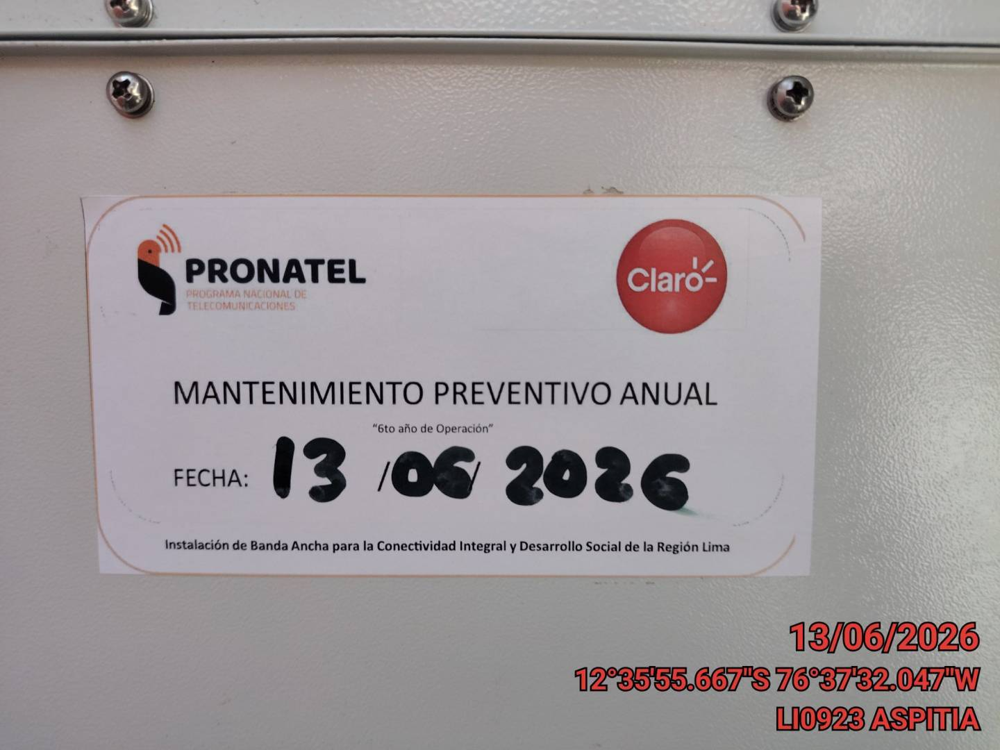 PRONATEL
PROGRAMA NACIONAL DE
TELECOMUNICACIONES
Claro
MANTENIMIENTO PREVENTIVO ANUAL
“6to año de Operación”
FECHA: 13 /06/ 2026
Instalación de Banda Ancha para la Conectividad Integral y Desarrollo Social de la Región Lima
13/06/2026
12°35'55.667"S 76°37'32.047"W
LI0923 ASPITIA